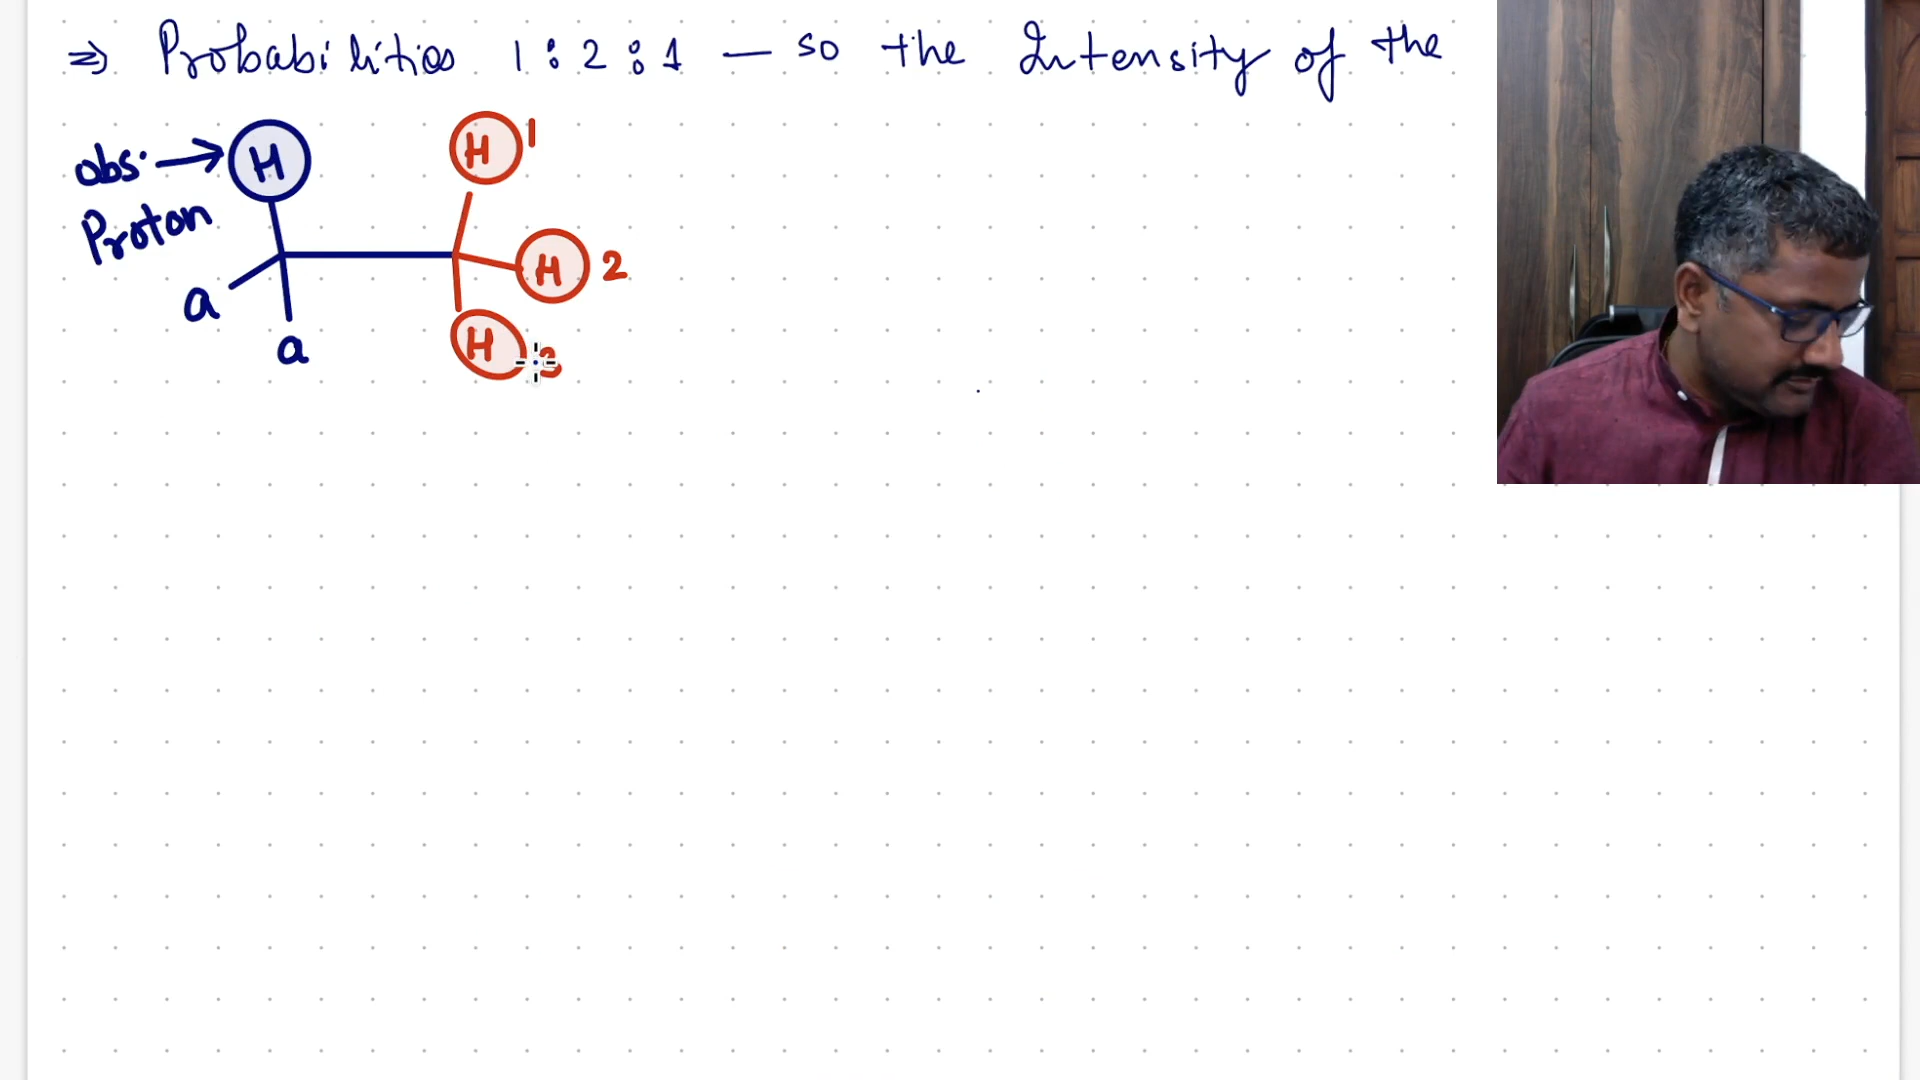 ⇒ Probabilities 1 : 2 : 1 — so the Intensity of the
obs. → H
Proton
H 1
H 2
H 3
a
a